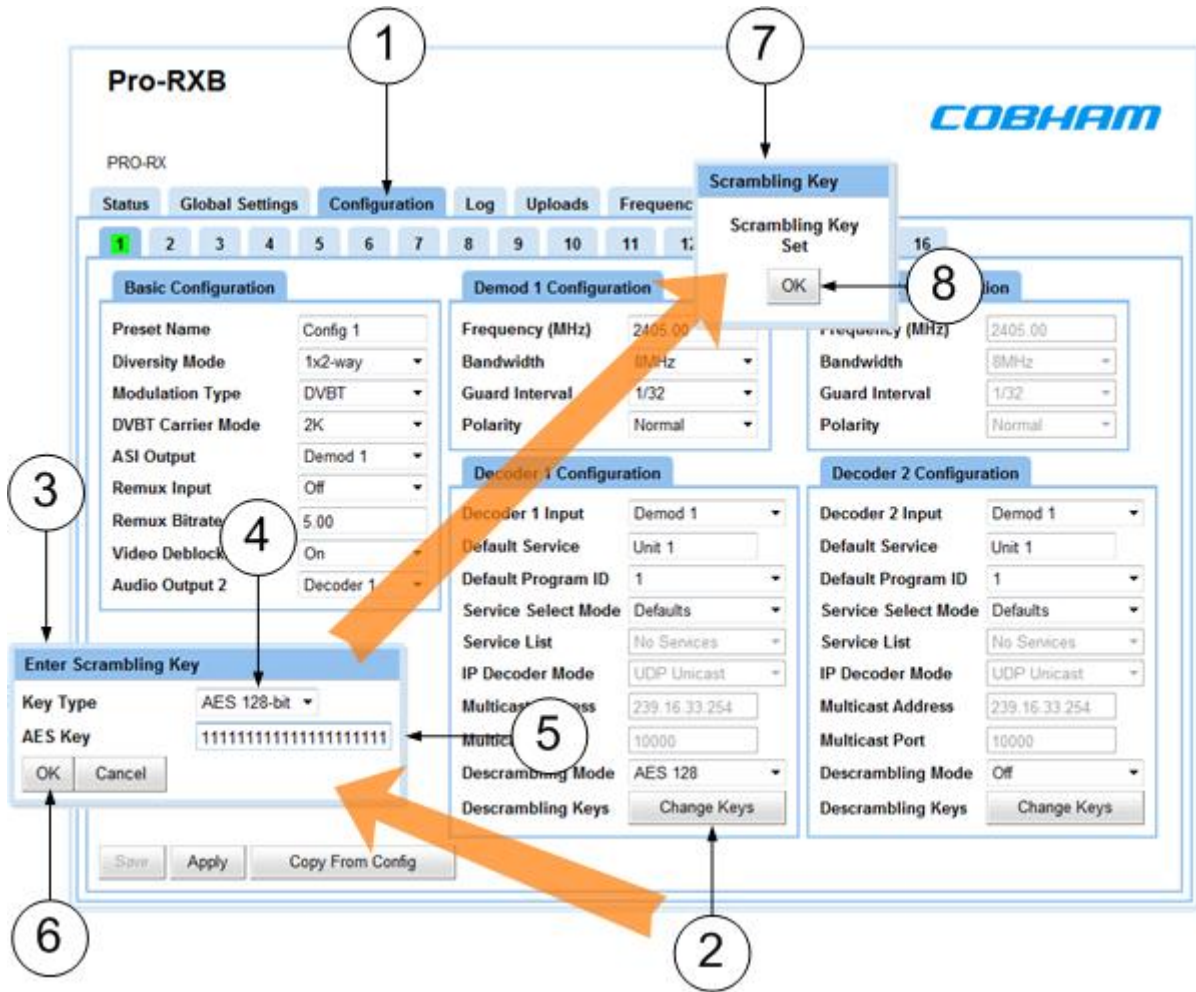 1
7
Pro-RXB
COBHAM
PRO-RX
Status Global Settings Configuration Log Uploads Frequenc
1 2 3 4 5 6 7 8 9 10 11 16
Scrambling Key
Scrambling Key
Set
OK
8
Basic Configuration
Preset Name Config 1
Diversity Mode 1x2-way
Modulation Type DVBT
DVBT Carrier Mode 2K
ASI Output Demod 1
Remux Input Off
Remux Bitrate 5.00
Video Deblock On
Audio Output 2 Decoder 1
Demod 1 Configuration
Frequency (MHz) 2405.00
Bandwidth 8MHz
Guard Interval 1/32
Polarity Normal
ion
Frequency (MHz) 2405.00
Bandwidth 8MHz
Guard Interval 1/32
Polarity Normal
Decoder 1 Configuration
Decoder 1 Input Demod 1
Default Service Unit 1
Default Program ID 1
Service Select Mode Defaults
Service List No Services
IP Decoder Mode UDP Unicast
Multicast Address 239.16.33.254
Multic 10000
Descrambling Mode AES 128
Descrambling Keys Change Keys
Decoder 2 Configuration
Decoder 2 Input Demod 1
Default Service Unit 1
Default Program ID 1
Service Select Mode Defaults
Service List No Services
IP Decoder Mode UDP Unicast
Multicast Address 239.16.33.254
Multicast Port 10000
Descrambling Mode Off
Descrambling Keys Change Keys
3
4
Enter Scrambling Key
Key Type AES 128-bit
AES Key
5
OK Cancel
Save Apply Copy From Config
6
2